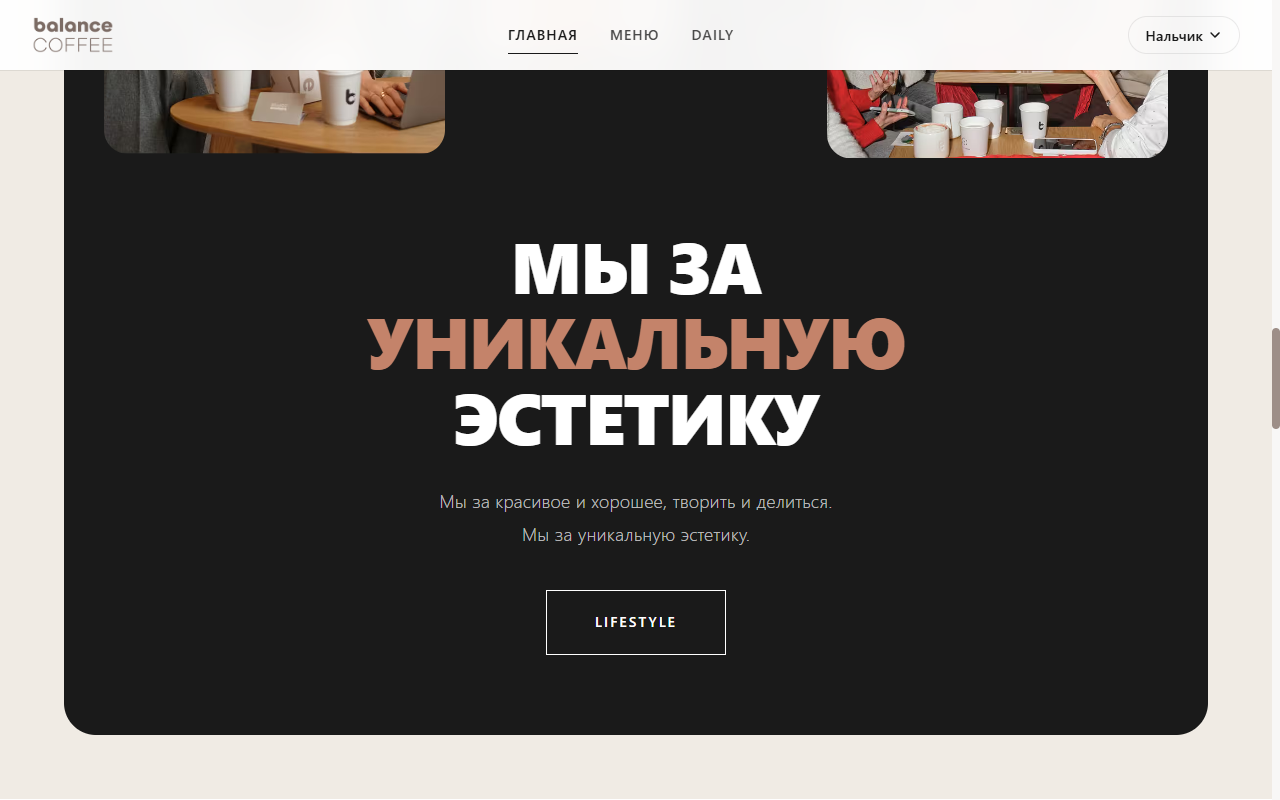 balance
COFFEE
ГЛАВНАЯ
МЕНЮ
DAILY
Нальчик
МЫ ЗА
УНИКАЛЬНУЮ
ЭСТЕТИКУ
Мы за красивое и хорошее, творить и делиться.
Мы за уникальную эстетику.
LIFESTYLE